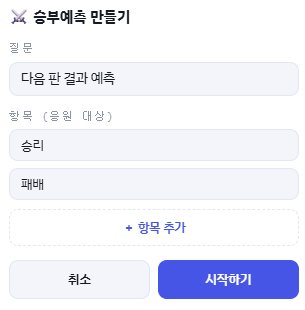 ⚔️ 승부예측 만들기
질문
다음 판 결과 예측
항목 (응원 대상)
승리
패배
+ 항목 추가
취소
시작하기